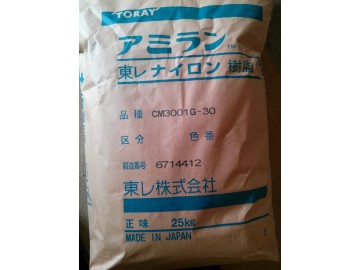 TORAY
アミラン™
東レナイロン樹脂
品種 CM3001G-30
区分 色番
製造番号 6714412
東レ株式会社
正味 25kg
MADE IN JAPAN